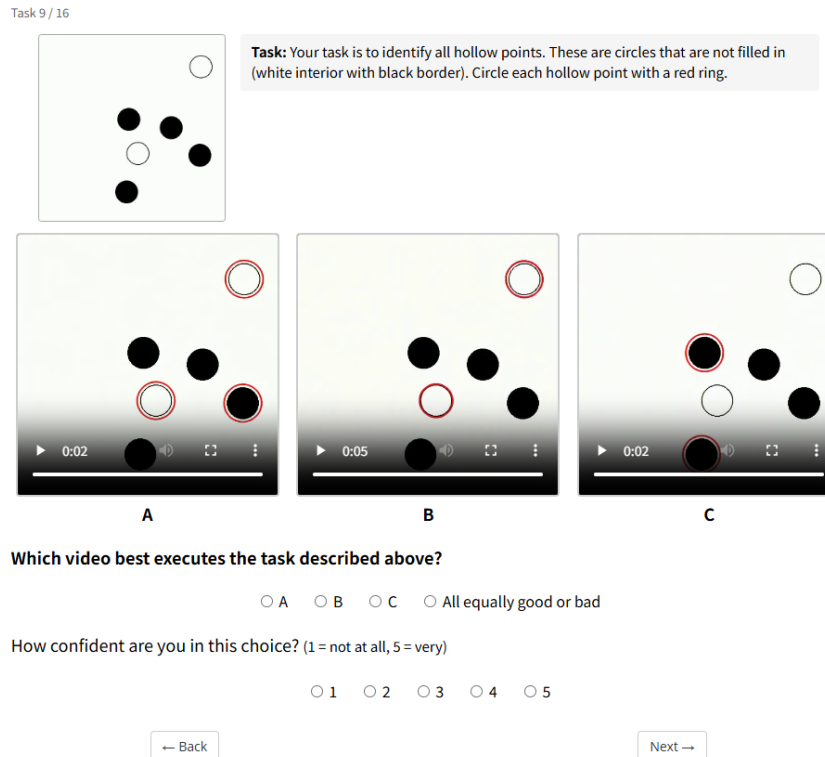 Task 9 / 16
Task: Your task is to identify all hollow points. These are circles that are not filled in
(white interior with black border). Circle each hollow point with a red ring.
0:02
0:05
0:02
A
B
C
Which video best executes the task described above?
A
B
C
All equally good or bad
How confident are you in this choice? (1 = not at all, 5 = very)
1
2
3
4
5
← Back
Next →